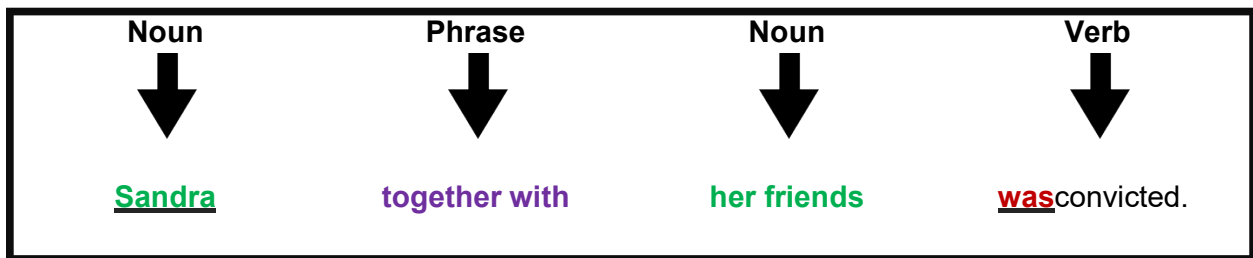 Noun Phrase Noun Verb
Sandra together with her friends wasconvicted.